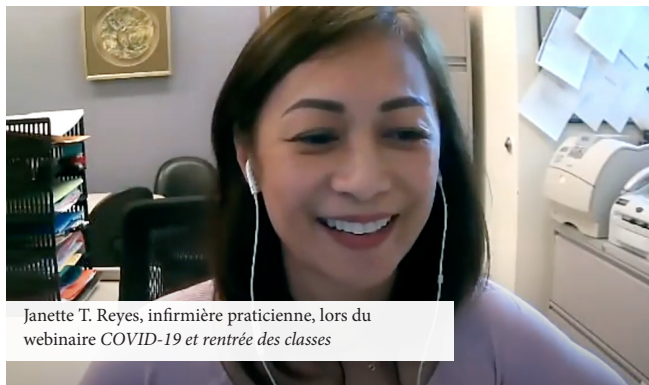 Janette T. Reyes, infirmière praticienne, lors du
webinaire COVID-19 et rentrée des classes